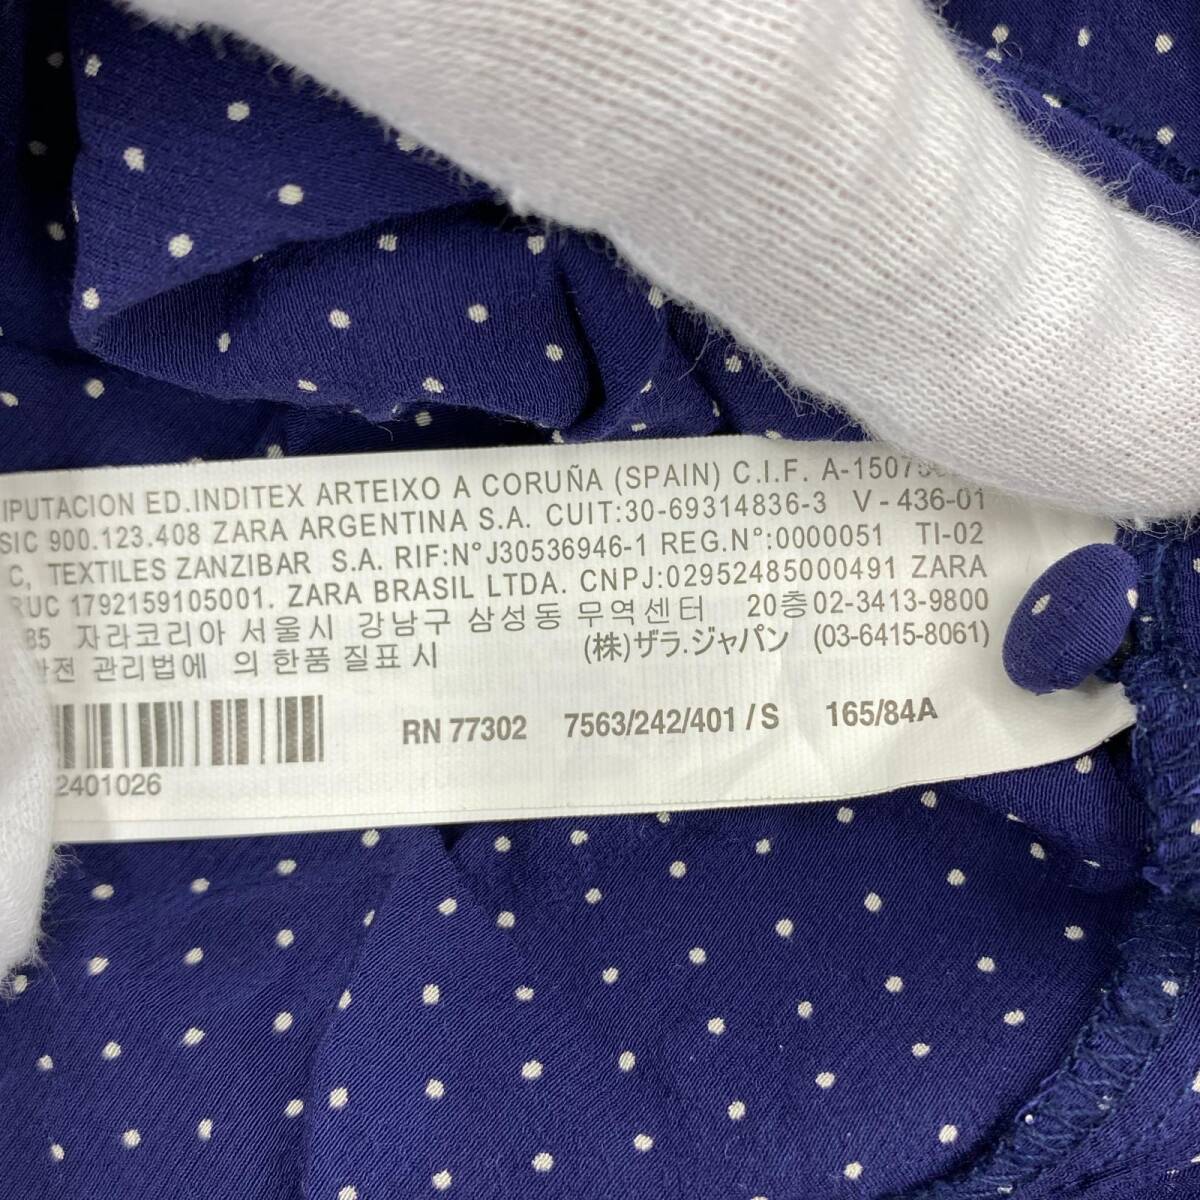 ED.INDITEX ARTEIXO A CORUÑA (SPAIN) C.I.F.
900.123.408 ZARA ARGENTINA S.A. CUIT:30-69314836-3 V - 436-01
C, TEXTILES ZANZIBAR S.A. RIF:N°J30536946-1 REG.N°:0000051 TI-02
RUC 1792159105001. ZARA BRASIL LTDA. CNPJ:02952485000491 ZARA
자라코리아 서울시 강남구 삼성동 무역센터 20층02-3413-9800
관리법에 의 한품 질표 시 (株)ザラ.ジャパン (03-6415-8061)
RN 77302 7563/242/401 / S 165/84A
2401026